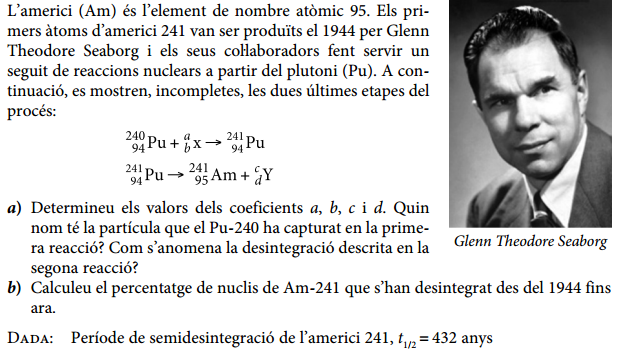 L'americi (Am) és l'element de nombre atòmic 95. Els pri-
mers àtoms d'americi 241 van ser produïts el 1944 per Glenn
Theodore Seaborg i els seus coŀlaboradors fent servir un
seguit de reaccions nuclears a partir del plutoni (Pu). A con-
tinuació, es mostren, incompletes, les dues últimes etapes del
procés:
²⁴⁰₉₄Pu + ᵃ_b x → ²⁴¹₉₄Pu
²⁴¹₉₄Pu → ²⁴¹₉₅Am + ᶜ_d Y
a) Determineu els valors dels coeficients a, b, c i d. Quin
nom té la partícula que el Pu-240 ha capturat en la prime-
ra reacció? Com s'anomena la desintegració descrita en la
segona reacció?
Glenn Theodore Seaborg
b) Calculeu el percentatge de nuclis de Am-241 que s'han desintegrat des del 1944 fins
ara.
DADA: Període de semidesintegració de l'americi 241, t₁/₂ = 432 anys